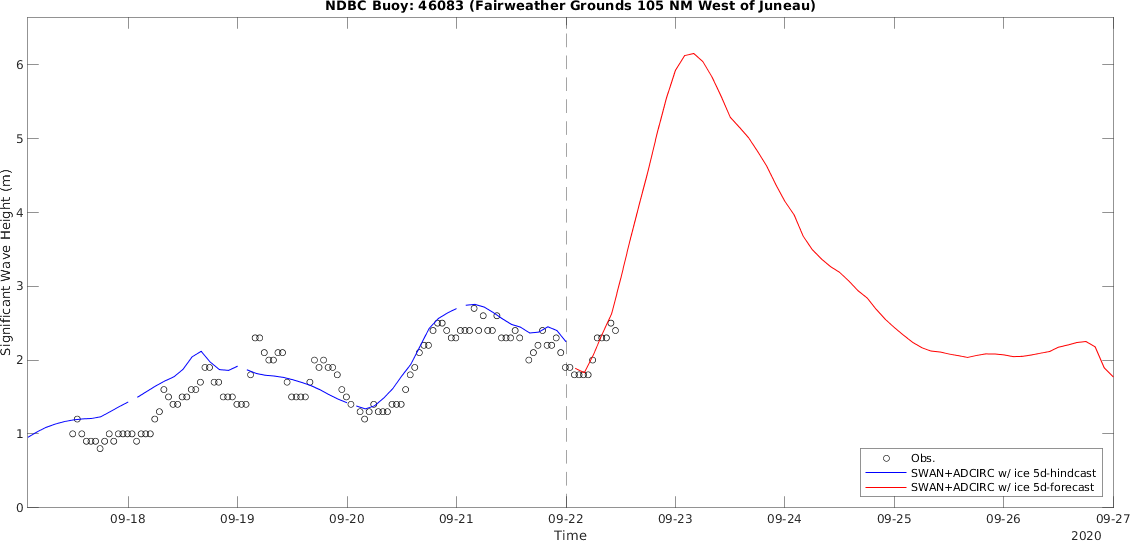 NDBC Buoy: 46083 (Fairweather Grounds 105 NM West of Juneau)
Significant Wave Height (m)
6
5
4
3
2
1
0
Obs.
SWAN+ADCIRC w/ ice 5d-hindcast
SWAN+ADCIRC w/ ice 5d-forecast
09-18 09-19 09-20 09-21 09-22 09-23 09-24 09-25 09-26 09-27
Time
2020